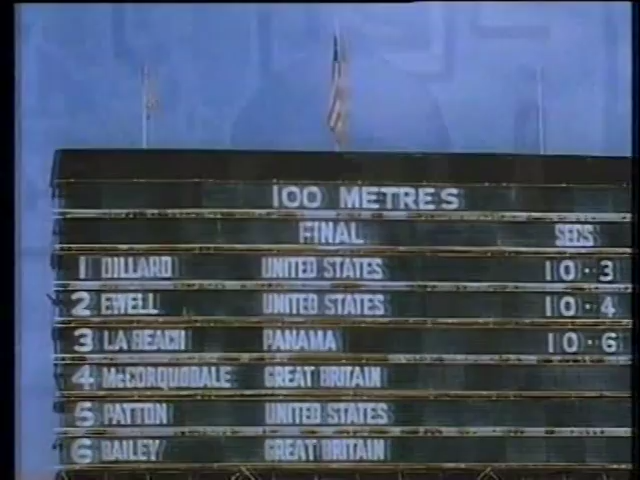 100 METRES
FINAL SECS
1 DILLARD UNITED STATES 10.3
2 EWELL UNITED STATES 10.4
3 LA BEACH PANAMA 10.6
4 McCORQUODALE GREAT BRITAIN
5 PATTON UNITED STATES
6 BAILEY GREAT BRITAIN